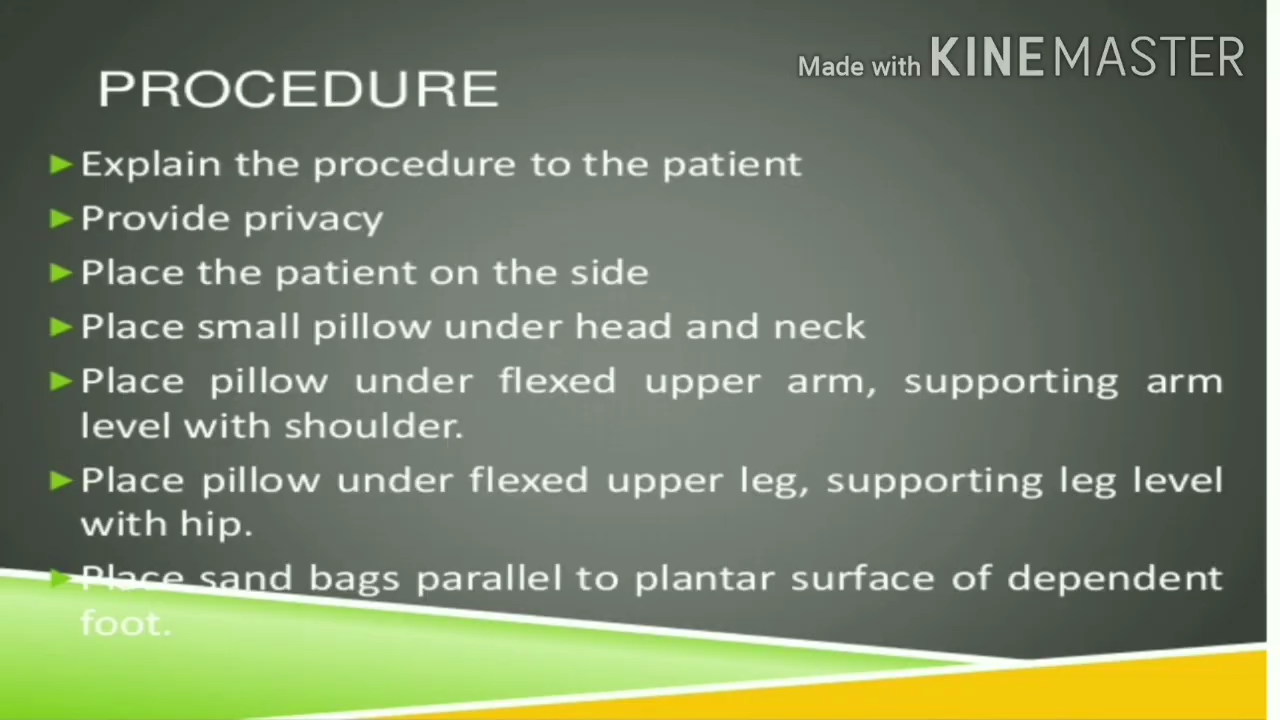 Made with KINEMASTER
PROCEDURE
Explain the procedure to the patient
Provide privacy
Place the patient on the side
Place small pillow under head and neck
Place pillow under flexed upper arm, supporting arm
level with shoulder.
Place pillow under flexed upper leg, supporting leg level
with hip.
Place sand bags parallel to plantar surface of dependent
foot.